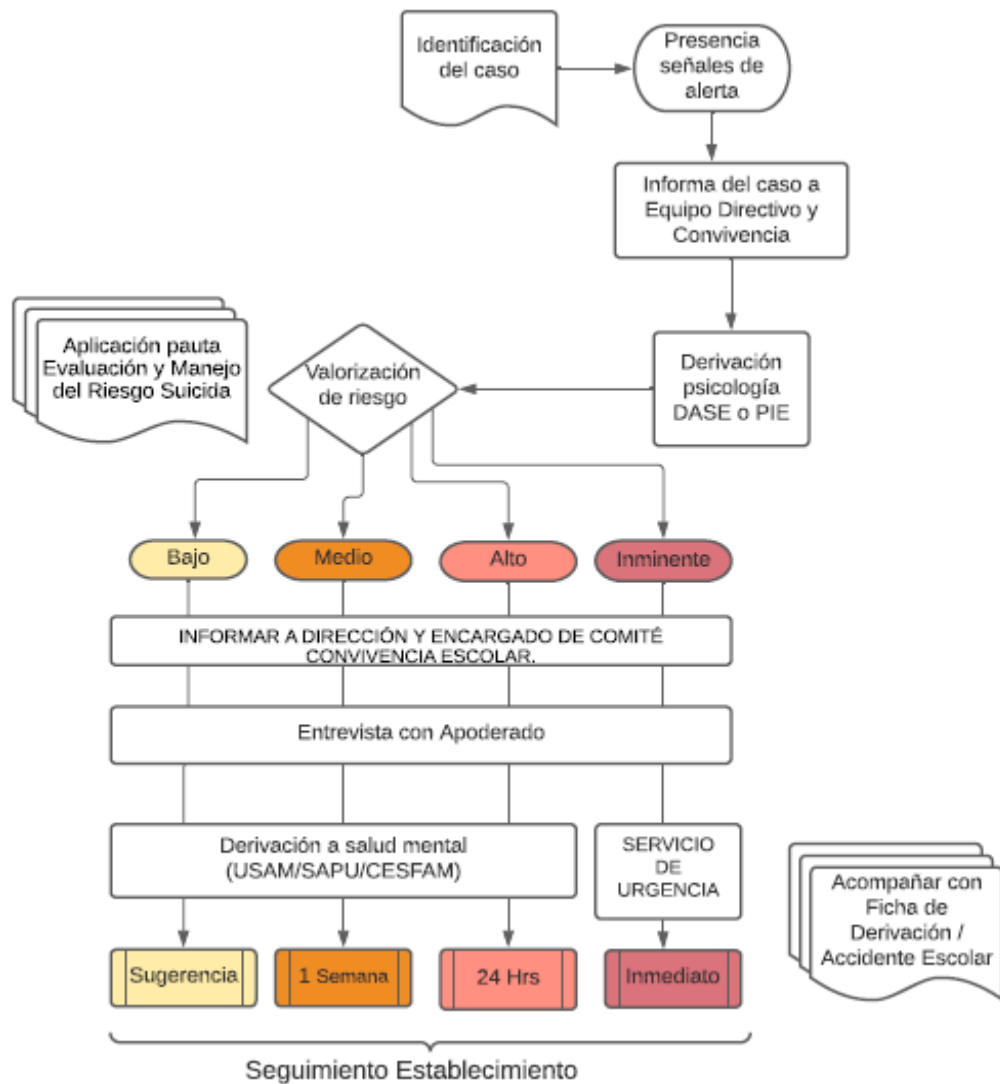 Identificación
del caso
Presencia
señales de
alerta
Informa del caso a
Equipo Directivo y
Convivencia
Derivación
psicología
DASE o PIE
Valorización
de riesgo
Aplicación pauta
Evaluación y Manejo
del Riesgo Suicida
Bajo
Medio
Alto
Inminente
INFORMAR A DIRECCIÓN Y ENCARGADO DE COMITÉ
CONVIVENCIA ESCOLAR.
Entrevista con Apoderado
Derivación a salud mental
(USAM/SAPU/CESFAM)
SERVICIO
DE
URGENCIA
Acompañar con
Ficha de
Derivación /
Accidente Escolar
Sugerencia
1 Semana
24 Hrs
Inmediato
Seguimiento Establecimiento